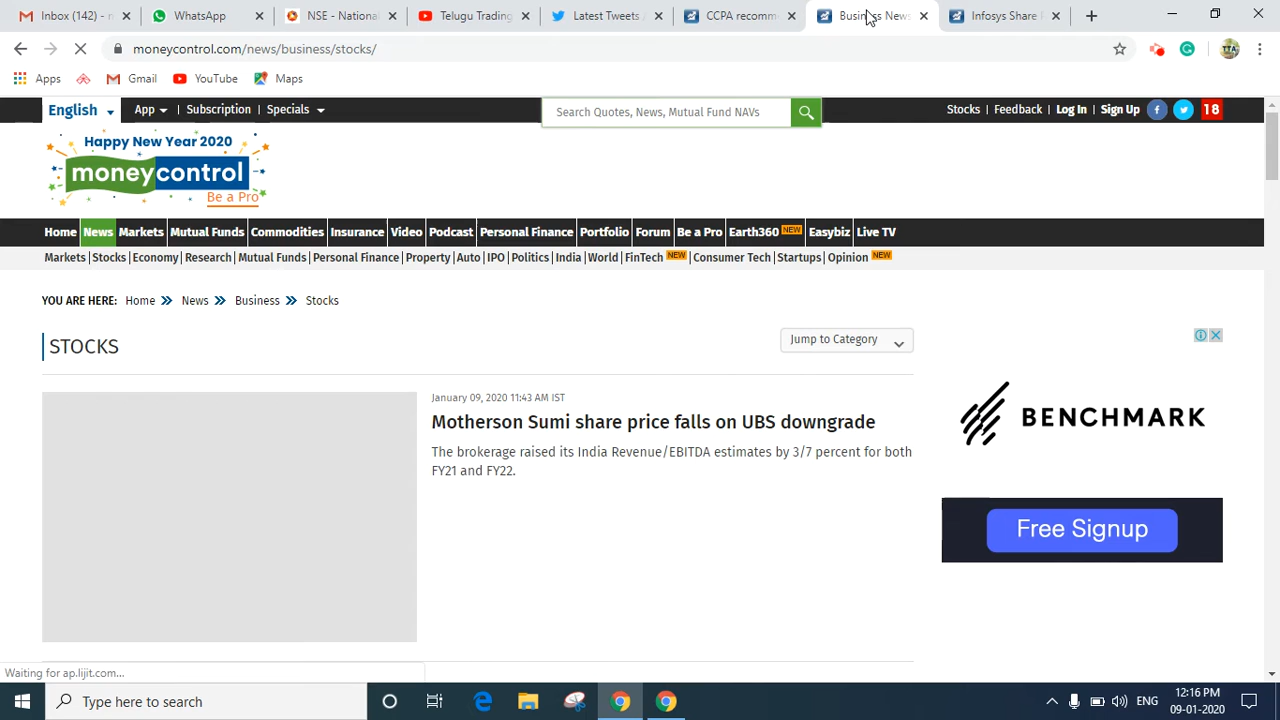 Inbox (142) - r
WhatsApp
NSE - National
Telugu Trading
Latest Tweets /
CCPA recomm
Business News
Infosys Share P
moneycontrol.com/news/business/stocks/
Apps
Gmail
YouTube
Maps
English
App
Subscription
Specials
Search Quotes, News, Mutual Fund NAVs
Stocks
Feedback
Log In
Sign Up
18
Happy New Year 2020
moneycontrol
Be a Pro
Home
News
Markets
Mutual Funds
Commodities
Insurance
Video
Podcast
Personal Finance
Portfolio
Forum
Be a Pro
Earth360 NEW
Easybiz
Live TV
Markets
Stocks
Economy
Research
Mutual Funds
Personal Finance
Property
Auto
IPO
Politics
India
World
FinTech NEW
Consumer Tech
Startups
Opinion NEW
YOU ARE HERE: Home News Business Stocks
STOCKS
Jump to Category
January 09, 2020 11:43 AM IST
Motherson Sumi share price falls on UBS downgrade
The brokerage raised its India Revenue/EBITDA estimates by 3/7 percent for both
FY21 and FY22.
BENCHMARK
Free Signup
Waiting for ap.lijit.com...
Type here to search
ENG
12:16 PM
09-01-2020